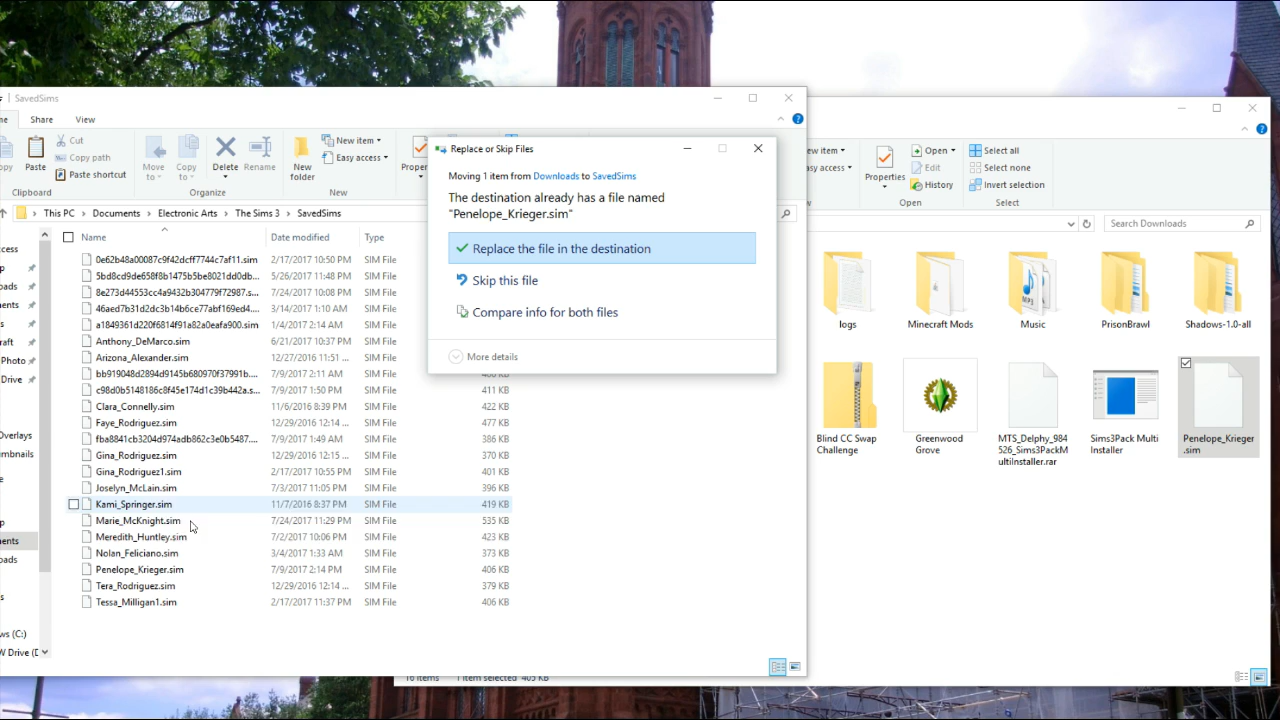 SavedSims
me
Share
View
Paste
Cut
Copy path
Paste shortcut
Move to
Copy to
Delete
Rename
New folder
New item
Easy access
Clipboard
Organize
New
This PC > Documents > Electronic Arts > The Sims 3 > SavedSims
Name
Date modified
Type
0e62b48a00087c9f42dcff7744c7af11.sim 2/17/2017 10:50 PM SIM File
5bd8cd9de658f8b1475b5be8021dd0db... 5/26/2017 11:48 PM SIM File
8e273d44553cc4a9432b304779f72987.s... 7/24/2017 10:08 PM SIM File
46aed7b31d2dc3b14b6ce77abf169ed4.... 3/14/2017 1:10 PM SIM File
a1849361d220f6814f91a82a0eafa900.sim 1/4/2017 2:14 AM SIM File
Anthony_DeMarco.sim 6/21/2017 10:37 PM SIM File
Arizona_Alexander.sim 12/27/2016 11:51 ... SIM File
bb919048d2894d9145b680970f37991b.... 7/9/2017 2:11 AM SIM File
c98d0b5148186c8f45e174d1c39b442a.s... 7/9/2017 1:50 PM SIM File 411 KB
Clara_Connelly.sim 11/6/2016 8:39 PM SIM File 422 KB
Faye_Rodriguez.sim 12/29/2016 12:14 ... SIM File 477 KB
fba8841cb3204d974adb862c3e0b5487.... 7/9/2017 1:49 AM SIM File 386 KB
Gina_Rodriguez.sim 12/29/2016 12:15 ... SIM File 370 KB
Gina_Rodriguez1.sim 2/17/2017 10:55 PM SIM File 401 KB
Joselyn_McLain.sim 7/3/2017 11:05 PM SIM File 396 KB
Kami_Springer.sim 11/7/2016 8:37 PM SIM File 419 KB
Marie_McKnight.sim 7/24/2017 11:29 PM SIM File 535 KB
Meredith_Huntley.sim 7/2/2017 10:06 PM SIM File 423 KB
Nolan_Feliciano.sim 3/4/2017 1:33 AM SIM File 373 KB
Penelope_Krieger.sim 7/9/2017 2:14 PM SIM File 406 KB
Tera_Rodriguez.sim 12/29/2016 12:14 ... SIM File 379 KB
Tessa_Milligan1.sim 2/17/2017 11:37 PM SIM File 406 KB
Replace or Skip Files
Moving 1 item from Downloads to SavedSims
The destination already has a file named
"Penelope_Krieger.sim"
Replace the file in the destination
Skip this file
Compare info for both files
More details
Properties
Open
Edit
History
Select all
Select none
Invert selection
Open
Select
Search Downloads
logs
Minecraft Mods
Music
PrisonBrawl
Shadows-1.0-all
Blind CC Swap
Challenge
Greenwood
Grove
MTS_Delphy_984
526_Sims3PackM
ultiInstaller.rar
Sims3Pack Multi
Installer
Penelope_Krieger
.sim